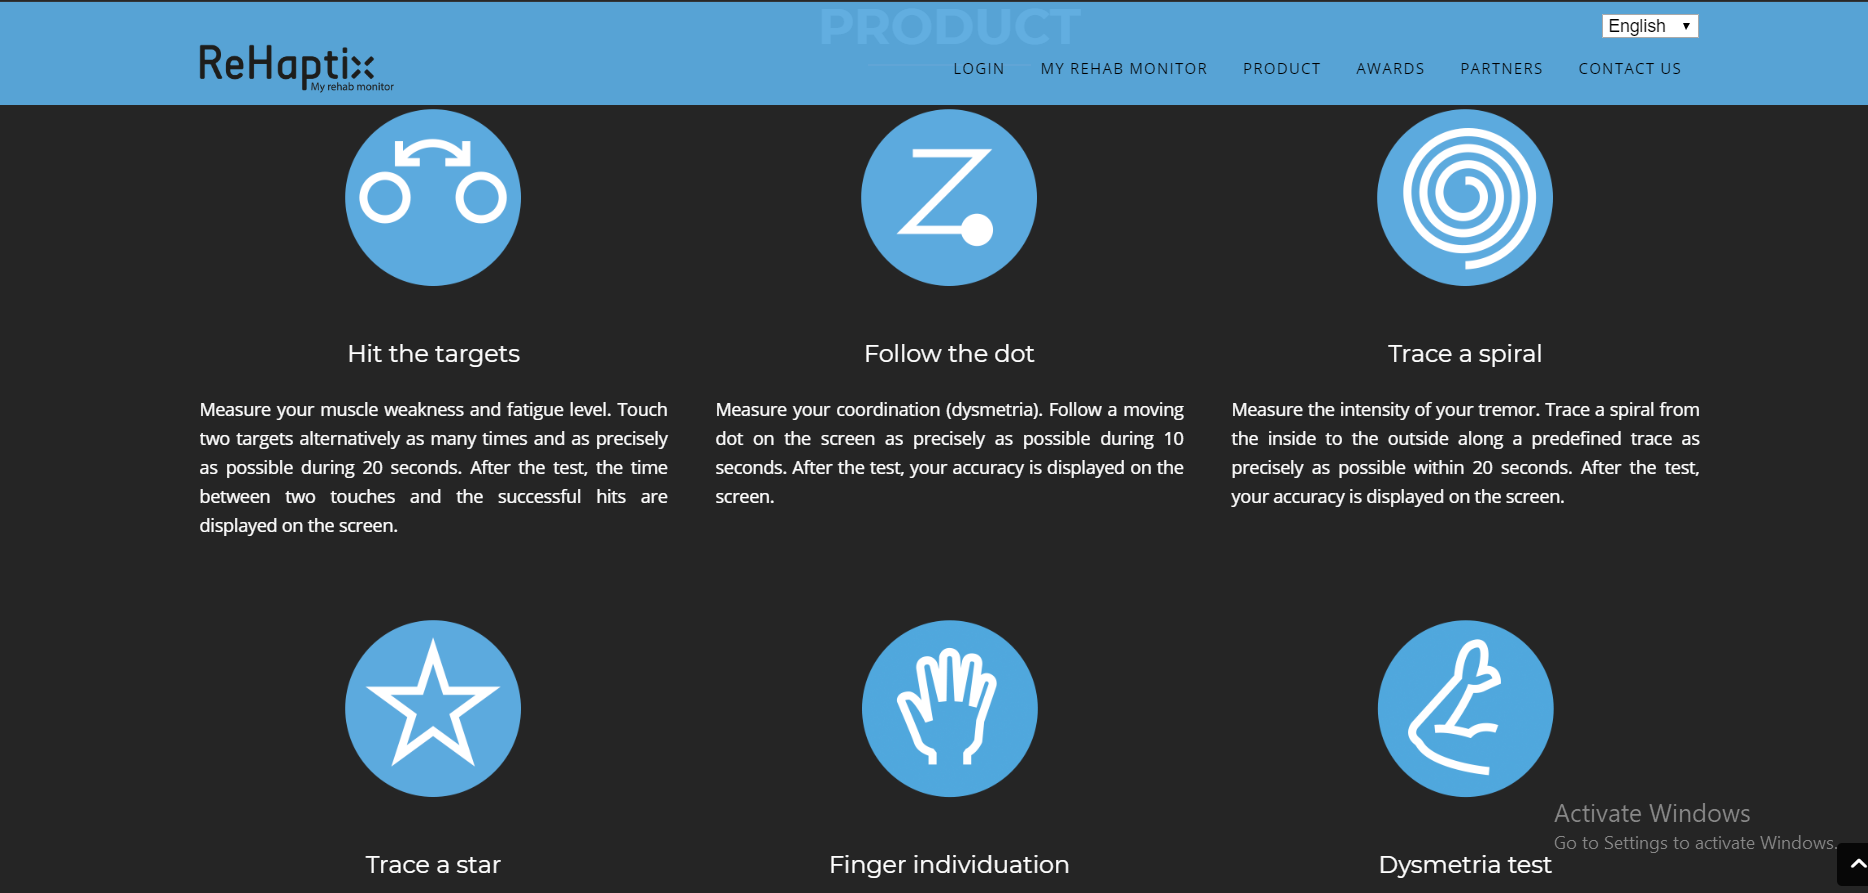 PRODUCT
English
ReHaptix
My rehab monitor
LOGIN MY REHAB MONITOR PRODUCT AWARDS PARTNERS CONTACT US
Hit the targets
Measure your muscle weakness and fatigue level. Touch
two targets alternatively as many times and as precisely
as possible during 20 seconds. After the test, the time
between two touches and the successful hits are
displayed on the screen.
Follow the dot
Measure your coordination (dysmetria). Follow a moving
dot on the screen as precisely as possible during 10
seconds. After the test, your accuracy is displayed on the
screen.
Trace a spiral
Measure the intensity of your tremor. Trace a spiral from
the inside to the outside along a predefined trace as
precisely as possible within 20 seconds. After the test,
your accuracy is displayed on the screen.
Trace a star
Finger individuation
Dysmetria test
Activate Windows
Go to Settings to activate Windows.